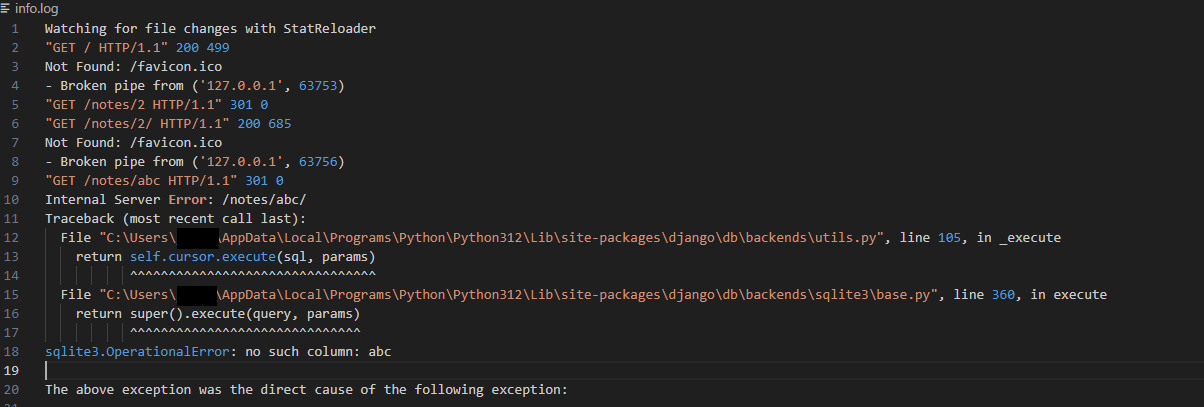 info.log
1 Watching for file changes with StatReloader
2 "GET / HTTP/1.1" 200 499
3 Not Found: /favicon.ico
4 - Broken pipe from ('127.0.0.1', 63753)
5 "GET /notes/2 HTTP/1.1" 301 0
6 "GET /notes/2/ HTTP/1.1" 200 685
7 Not Found: /favicon.ico
8 - Broken pipe from ('127.0.0.1', 63756)
9 "GET /notes/abc HTTP/1.1" 301 0
10 Internal Server Error: /notes/abc/
11 Traceback (most recent call last):
12 File "C:\Users\ \AppData\Local\Programs\Python\Python312\Lib\site-packages\django\db\backends\utils.py", line 105, in _execute
13 return self.cursor.execute(sql, params)
14 ^^^^^^^^^^^^^^^^^^^^^^^^^^^^^^^^
15 File "C:\Users\ \AppData\Local\Programs\Python\Python312\Lib\site-packages\django\db\backends\sqlite3\base.py", line 360, in execute
16 return super().execute(query, params)
17 ^^^^^^^^^^^^^^^^^^^^^^^^^^^^^^
18 sqlite3.OperationalError: no such column: abc
19
20 The above exception was the direct cause of the following exception: